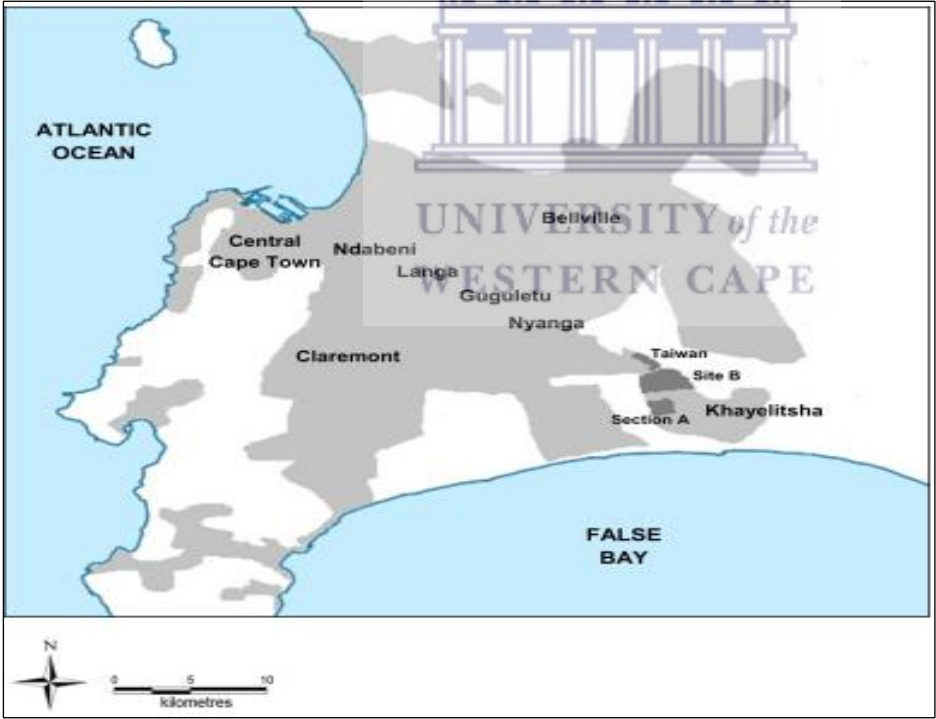 ATLANTIC
OCEAN
UNIVERSITY of the
WESTERN CAPE
Bellville
Central
Cape Town
Ndabeni
Langa
Guguletu
Nyanga
Claremont
Taiwan
Site B
Khayelitsha
Section A
FALSE
BAY
N
0 5 10
kilometres